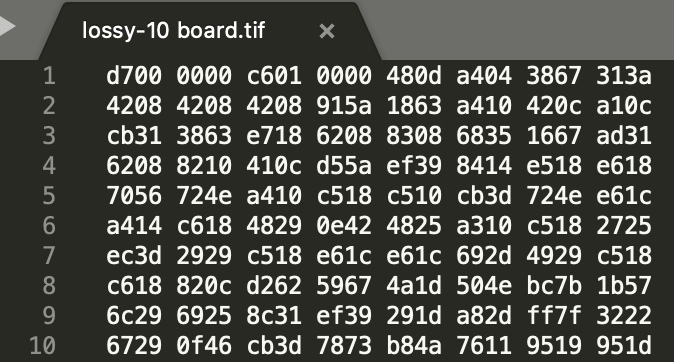 lossy-10 board.tif ×
1 d700 0000 c601 0000 480d a404 3867 313a
2 4208 4208 4208 915a 1863 a410 420c a10c
3 cb31 3863 e718 6208 8308 6835 1667 ad31
4 6208 8210 410c d55a ef39 8414 e518 e618
5 7056 724e a410 c518 c510 cb3d 724e e61c
6 a414 c618 4829 0e42 4825 a310 c518 2725
7 ec3d 2929 c518 e61c e61c 692d 4929 c518
8 c618 820c d262 5967 4a1d 504e bc7b 1b57
9 6c29 6925 8c31 ef39 291d a82d ff7f 3222
10 6729 0f46 cb3d 7873 b84a 7611 9519 951d